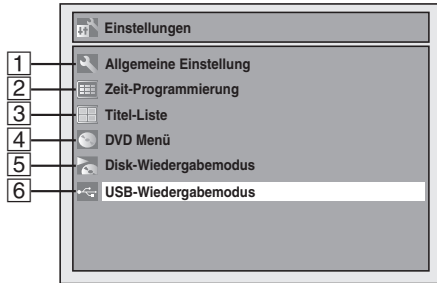 Einstellungen
1 Allgemeine Einstellung
2 Zeit-Programmierung
3 Titel-Liste
4 DVD Menü
5 Disk-Wiedergabemodus
6 USB-Wiedergabemodus